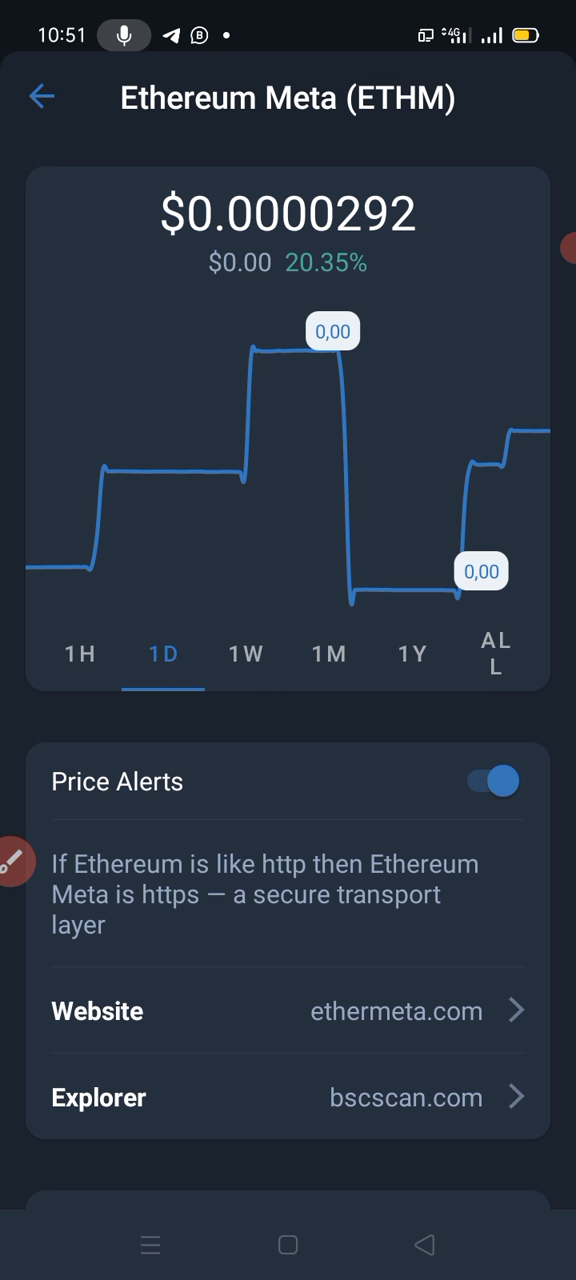 10:51
4G
Ethereum Meta (ETHM)
$0.0000292
$0.00 20.35%
0,00
0,00
1H 1D 1W 1M 1Y AL
L
Price Alerts
If Ethereum is like http then Ethereum
Meta is https — a secure transport
layer
Website ethermeta.com
Explorer bscscan.com